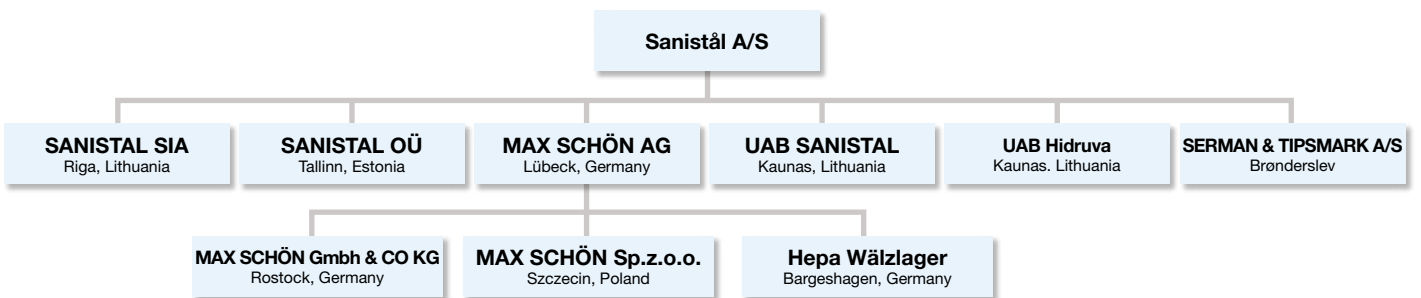 Sanistål A/S
SANISTAL SIA
Riga, Lithuania
SANISTAL OÜ
Tallinn, Estonia
MAX SCHÖN AG
Lübeck, Germany
UAB SANISTAL
Kaunas, Lithuania
UAB Hidruva
Kaunas. Lithuania
SERMAN & TIPSMARK A/S
Brønderslev
MAX SCHÖN Gmbh & CO KG
Rostock, Germany
MAX SCHÖN Sp.z.o.o.
Szczecin, Poland
Hepa Wälzlager
Bargeshagen, Germany